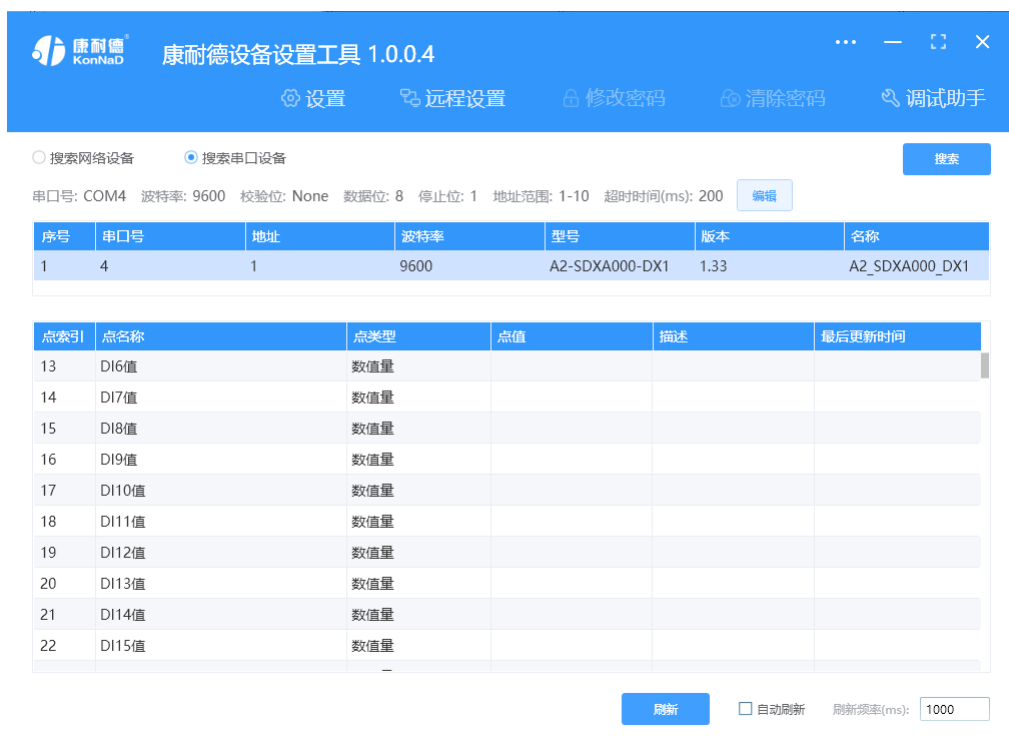 康耐德®
KonNaD
康耐德设备设置工具 1.0.0.4
设置 远程设置 修改密码 清除密码 调试助手
搜索网络设备 搜索串口设备 搜索
串口号: COM4 波特率: 9600 校验位: None 数据位: 8 停止位: 1 地址范围: 1-10 超时时间(ms): 200 编辑
序号 串口号 地址 波特率 型号 版本 名称
1 4 1 9600 A2-SDXA000-DX1 1.33 A2_SDXA000_DX1
点索引 点名称 点类型 点值 描述 最后更新时间
13 DI6值 数值量
14 DI7值 数值量
15 DI8值 数值量
16 DI9值 数值量
17 DI10值 数值量
18 DI11值 数值量
19 DI12值 数值量
20 DI13值 数值量
21 DI14值 数值量
22 DI15值 数值量
刷新 自动刷新 刷新频率(ms): 1000